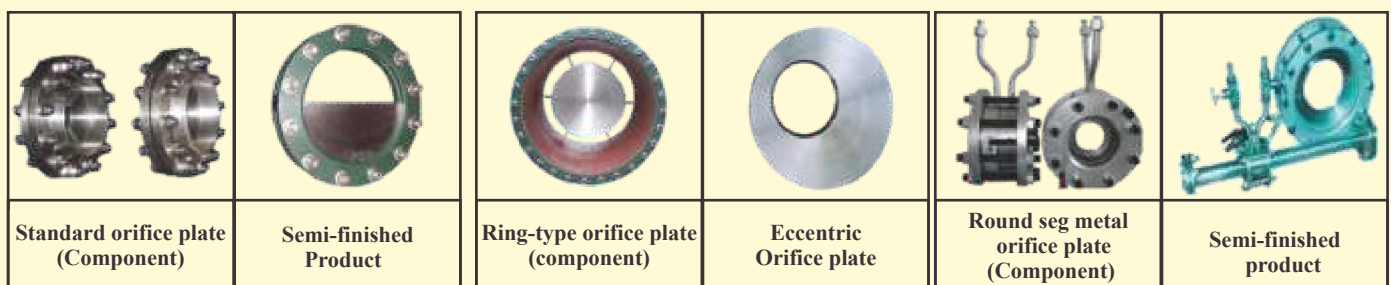 Standard orifice plate
(Component)
Semi-finished
Product
Ring-type orifice plate
(component)
Eccentric
Orifice plate
Round seg metal
orifice plate
(Component)
Semi-finished
product